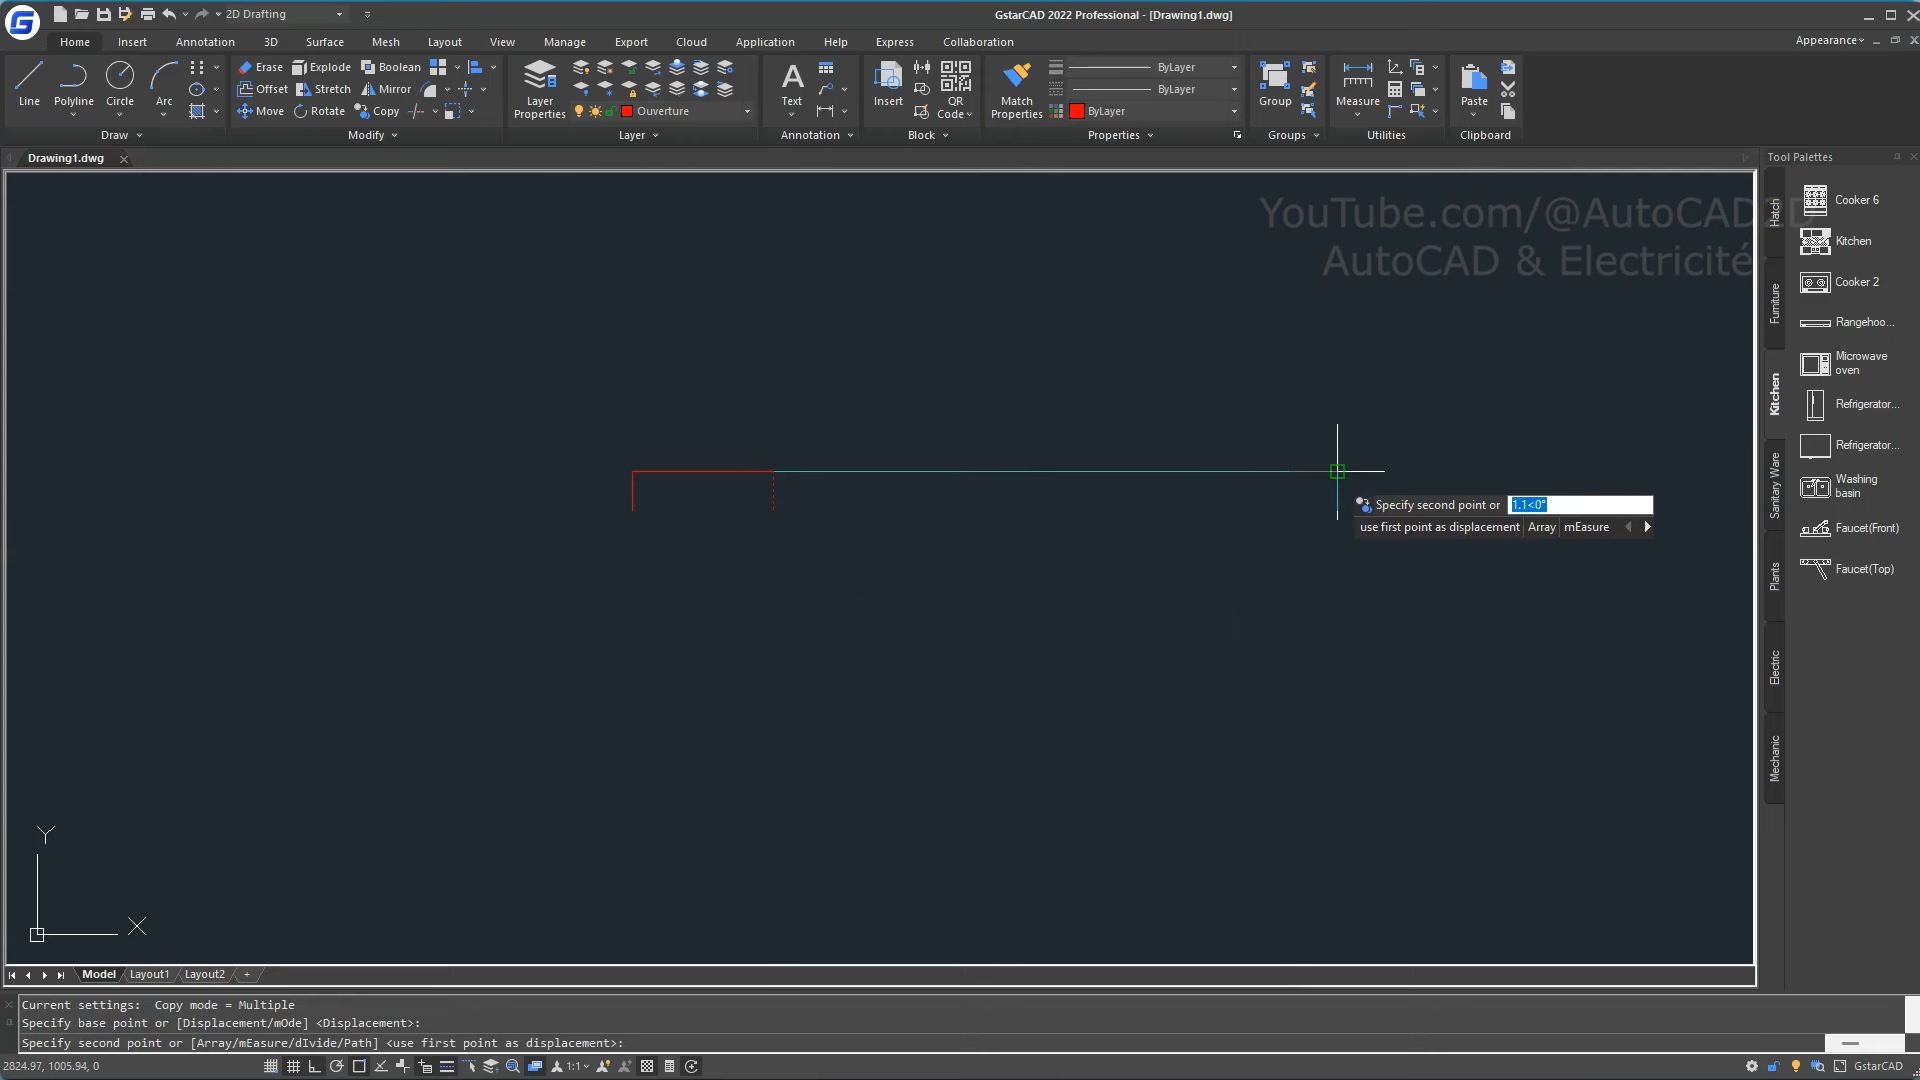 2D Drafting
GstarCAD 2022 Professional - [Drawing1.dwg]
Home Insert Annotation 3D Surface Mesh Layout View Manage Export Cloud Application Help Express Collaboration
Appearance
Line Polyline Circle Arc
Draw
Erase Explode Boolean
Offset Stretch Mirror
Move Rotate Copy
Modify
Layer Properties
Ouverture
Layer
Text
Annotation
Insert
QR Code
Block
Match Properties
ByLayer
ByLayer
ByLayer
Properties
Group
Groups
Measure
Utilities
Paste
Clipboard
Drawing1.dwg
Tool Palettes
YouTube.com/@AutoCAD2D
AutoCAD & Electricité
Hatch
Furniture
Kitchen
Sanitary Ware
Plants
Electric
Mechanic
Cooker 6
Kitchen
Cooker 2
Rangehoo...
Microwave oven
Refrigerator...
Refrigerator...
Washing basin
Faucet(Front)
Faucet(Top)
Specify second point or 1.1<0°
use first point as displacement Array mEasure
Y
X
Model Layout1 Layout2 +
Current settings: Copy mode = Multiple
Specify base point or [Displacement/mOde] <Displacement>:
Specify second point or [Array/mEasure/dIvide/Path] <use first point as displacement>:
2824.97, 1005.94, 0
1:1
GstarCAD